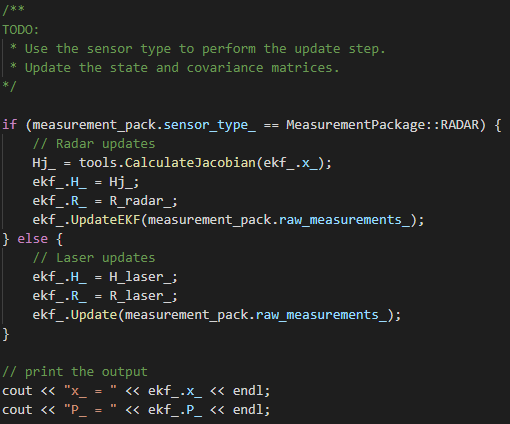 /**
TODO:
 * Use the sensor type to perform the update step.
 * Update the state and covariance matrices.
*/

if (measurement_pack.sensor_type_ == MeasurementPackage::RADAR) {
    // Radar updates
    Hj_ = tools.CalculateJacobian(ekf_.x_);
    ekf_.H_ = Hj_;
    ekf_.R_ = R_radar_;
    ekf_.UpdateEKF(measurement_pack.raw_measurements_);
} else {
    // Laser updates
    ekf_.H_ = H_laser_;
    ekf_.R_ = R_laser_;
    ekf_.Update(measurement_pack.raw_measurements_);
}

// print the output
cout << "x_ = " << ekf_.x_ << endl;
cout << "P_ = " << ekf_.P_ << endl;